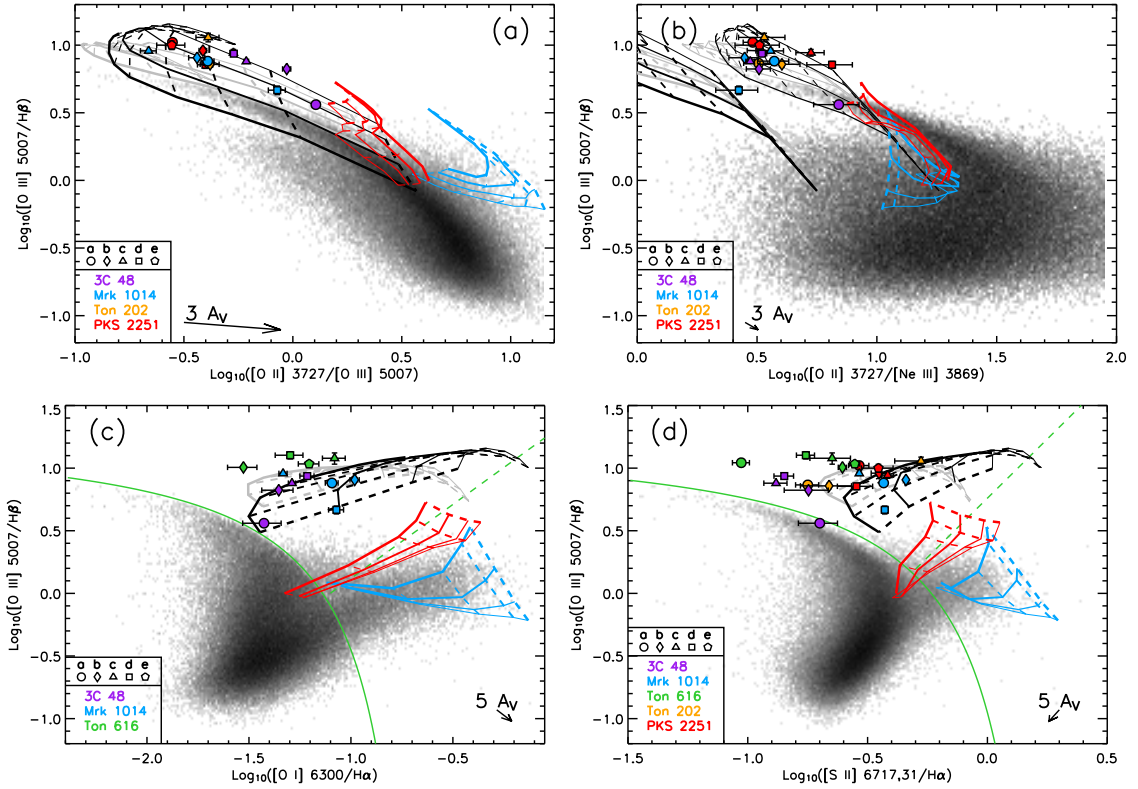 (a)
Log10([O III] 5007/Hβ)
1.0
0.5
0.0
−0.5
−1.0
a b c d e
3C 48
Mrk 1014
Ton 202
PKS 2251
3 AV
−1.0 −0.5 0.0 0.5 1.0
Log10([O II] 3727/[O III] 5007)
(b)
Log10([O III] 5007/Hβ)
1.0
0.5
0.0
−0.5
−1.0
a b c d e
3C 48
Mrk 1014
Ton 202
PKS 2251
3 AV
0.0 0.5 1.0 1.5 2.0
Log10([O II] 3727/[Ne III] 3869)
(c)
Log10([O III] 5007/Hβ)
1.5
1.0
0.5
0.0
−0.5
−1.0
a b c d e
3C 48
Mrk 1014
Ton 616
5 AV
−2.0 −1.5 −1.0 −0.5
Log10([O I] 6300/Hα)
(d)
Log10([O III] 5007/Hβ)
1.5
1.0
0.5
0.0
−0.5
−1.0
a b c d e
3C 48
Mrk 1014
Ton 616
Ton 202
PKS 2251
5 AV
−1.5 −1.0 −0.5 0.0 0.5
Log10([S II] 6717,31/Hα)